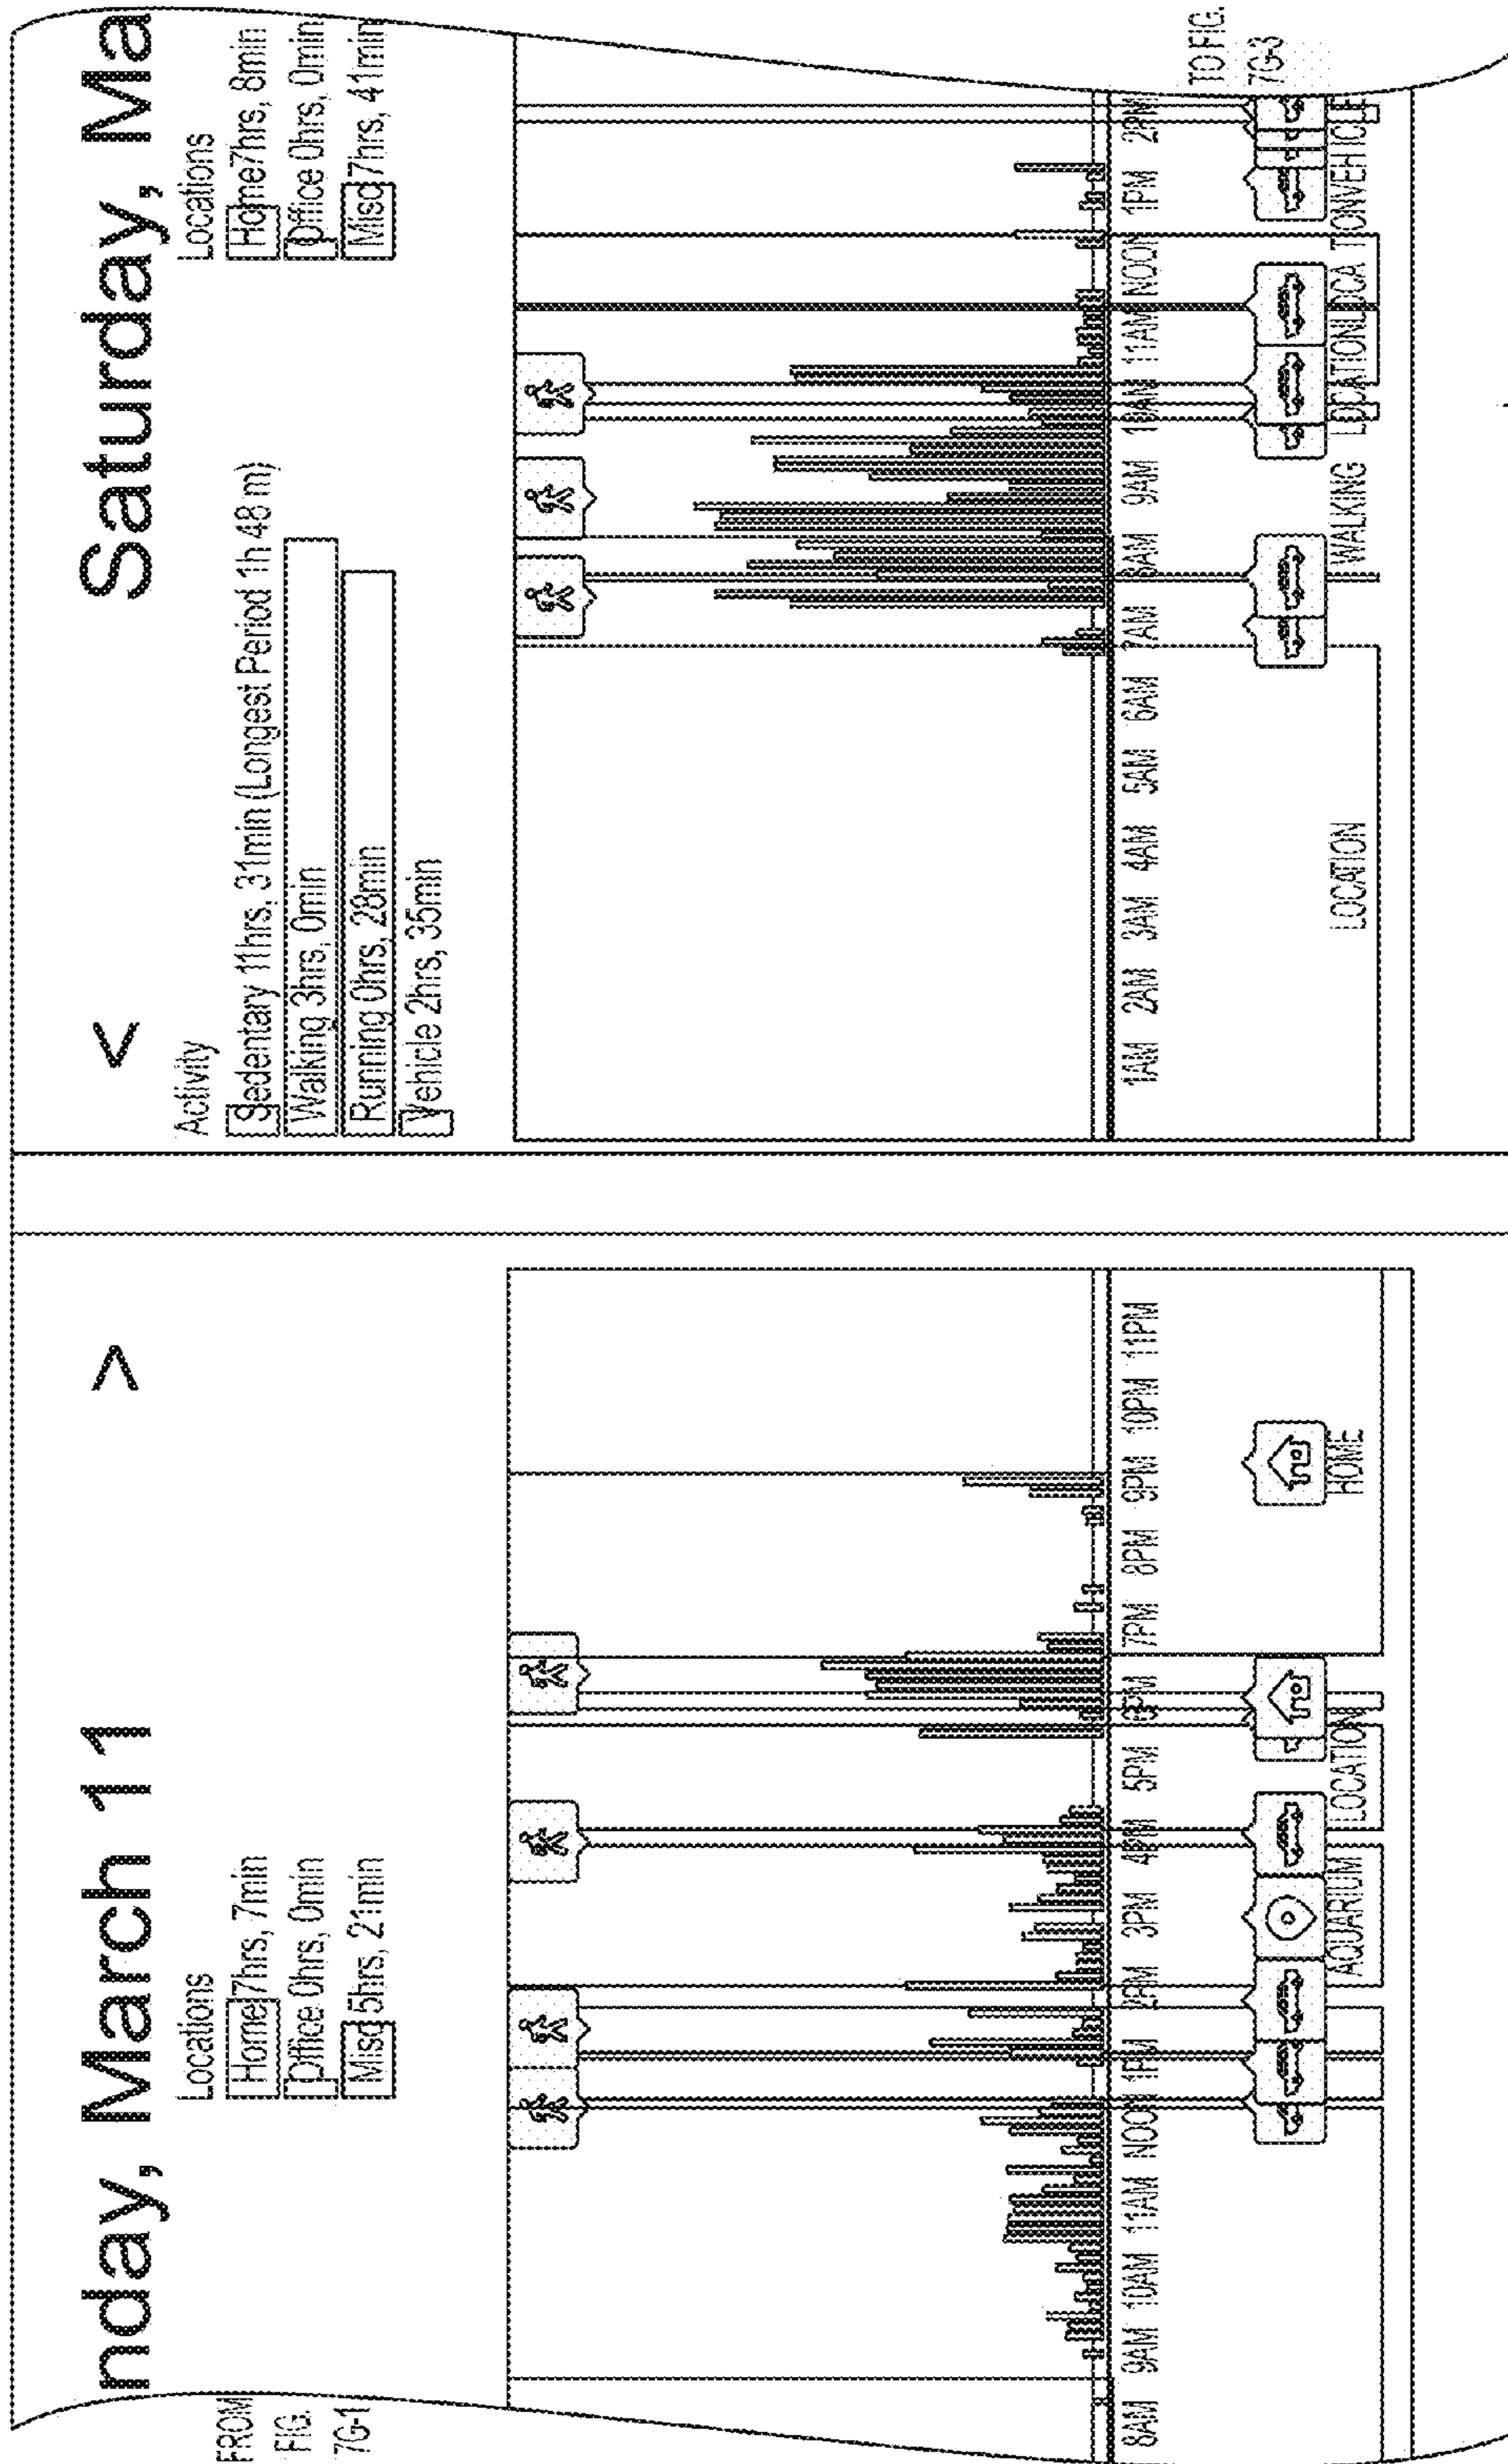 FROM
FIG.
7G-1
nday, March 11 >
Locations
Home 7hrs, 7min
Office 0hrs, 0min
Misc 5hrs, 21min
8AM 9AM 10AM 11AM NOON 1PM 2PM 3PM 4PM 5PM 6PM 7PM 8PM 9PM 10PM 11PM
AQUARIUM LOCATION HOME
< Saturday, Ma
Activity
Sedentary 11hrs, 31min (Longest Period 1h 48 m)
Walking 3hrs, 0min
Running 0hrs, 28min
Vehicle 2hrs, 35min
Locations
Home 7hrs, 8min
Office 0hrs, 0min
Misc 7hrs, 41min
1AM 2AM 3AM 4AM 5AM 6AM 7AM 8AM 9AM 10AM 11AM NOON 1PM 2PM
LOCATION WALKING LOCATIONLOCA TIONVEHICLE
TO FIG.
7G-3